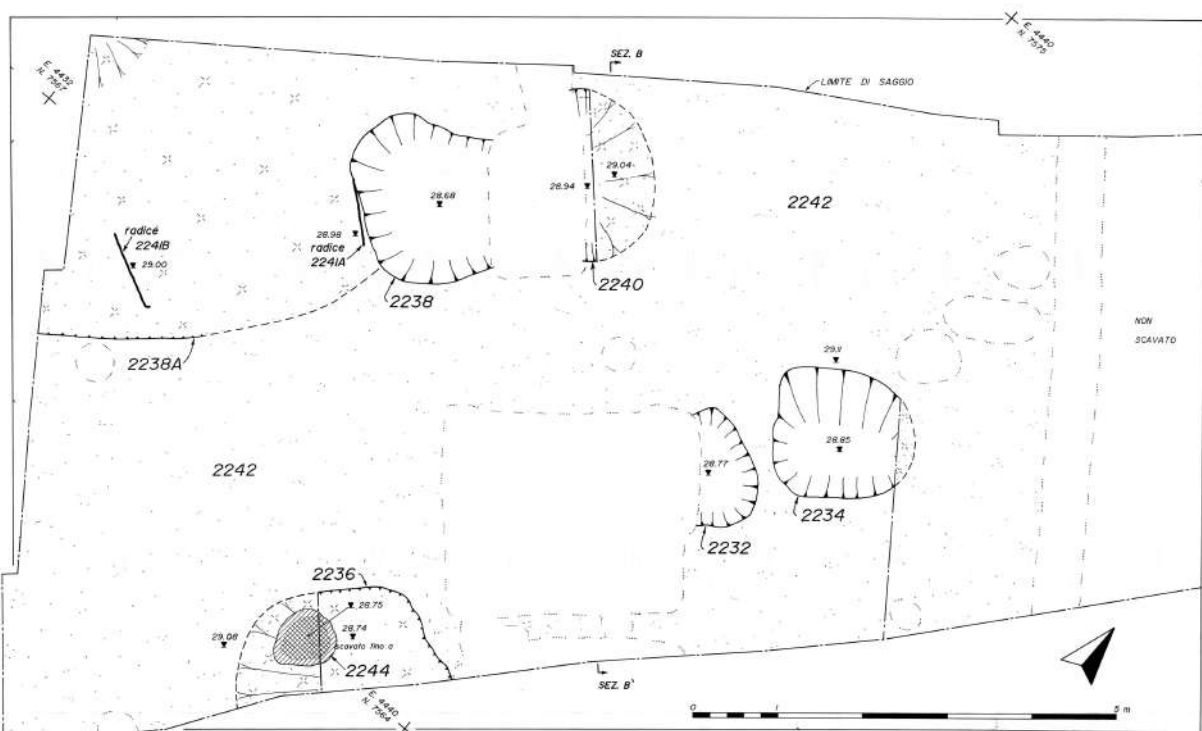 E. 4432
N. 7567
SEZ. B
E. 4440
N. 7575
LIMITE DI SAGGIO
29.04
28.94
28.68
2242
radice
2241B
28.98
radice
2241A
29.00
2238
2240
NON
SCAVATO
29.11
2238A
28.85
2242
28.77
2234
2232
2236
28.75
28.74
scavato fino a
29.08
2244
SEZ. B'
E. 4440
N. 7564
0
1
5 m